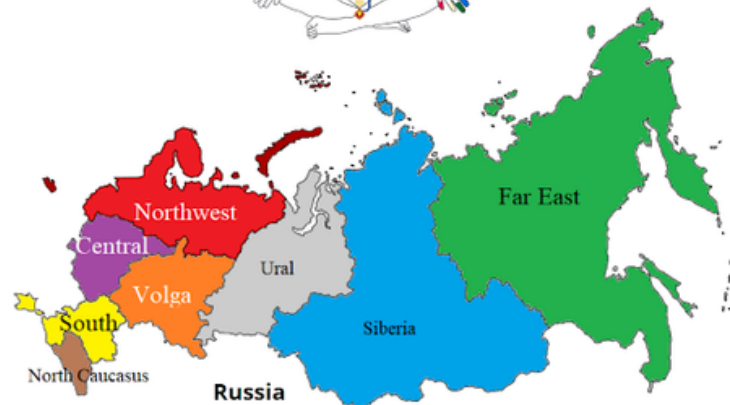 Far East
Northwest
Central
Ural
Volga
South
Siberia
North Caucasus
Russia